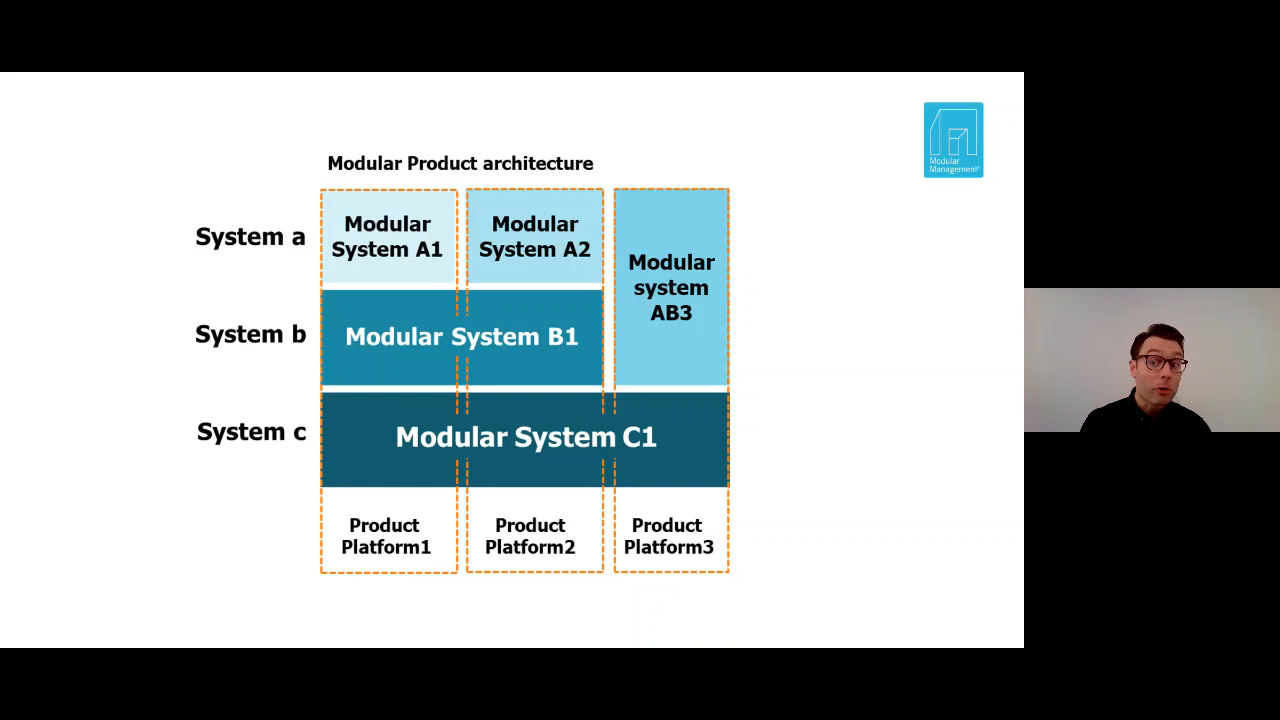 Modular
Management®
Modular Product architecture
System a
Modular
System A1
Modular
System A2
Modular
system
AB3
System b
Modular System B1
System c
Modular System C1
Product
Platform1
Product
Platform2
Product
Platform3